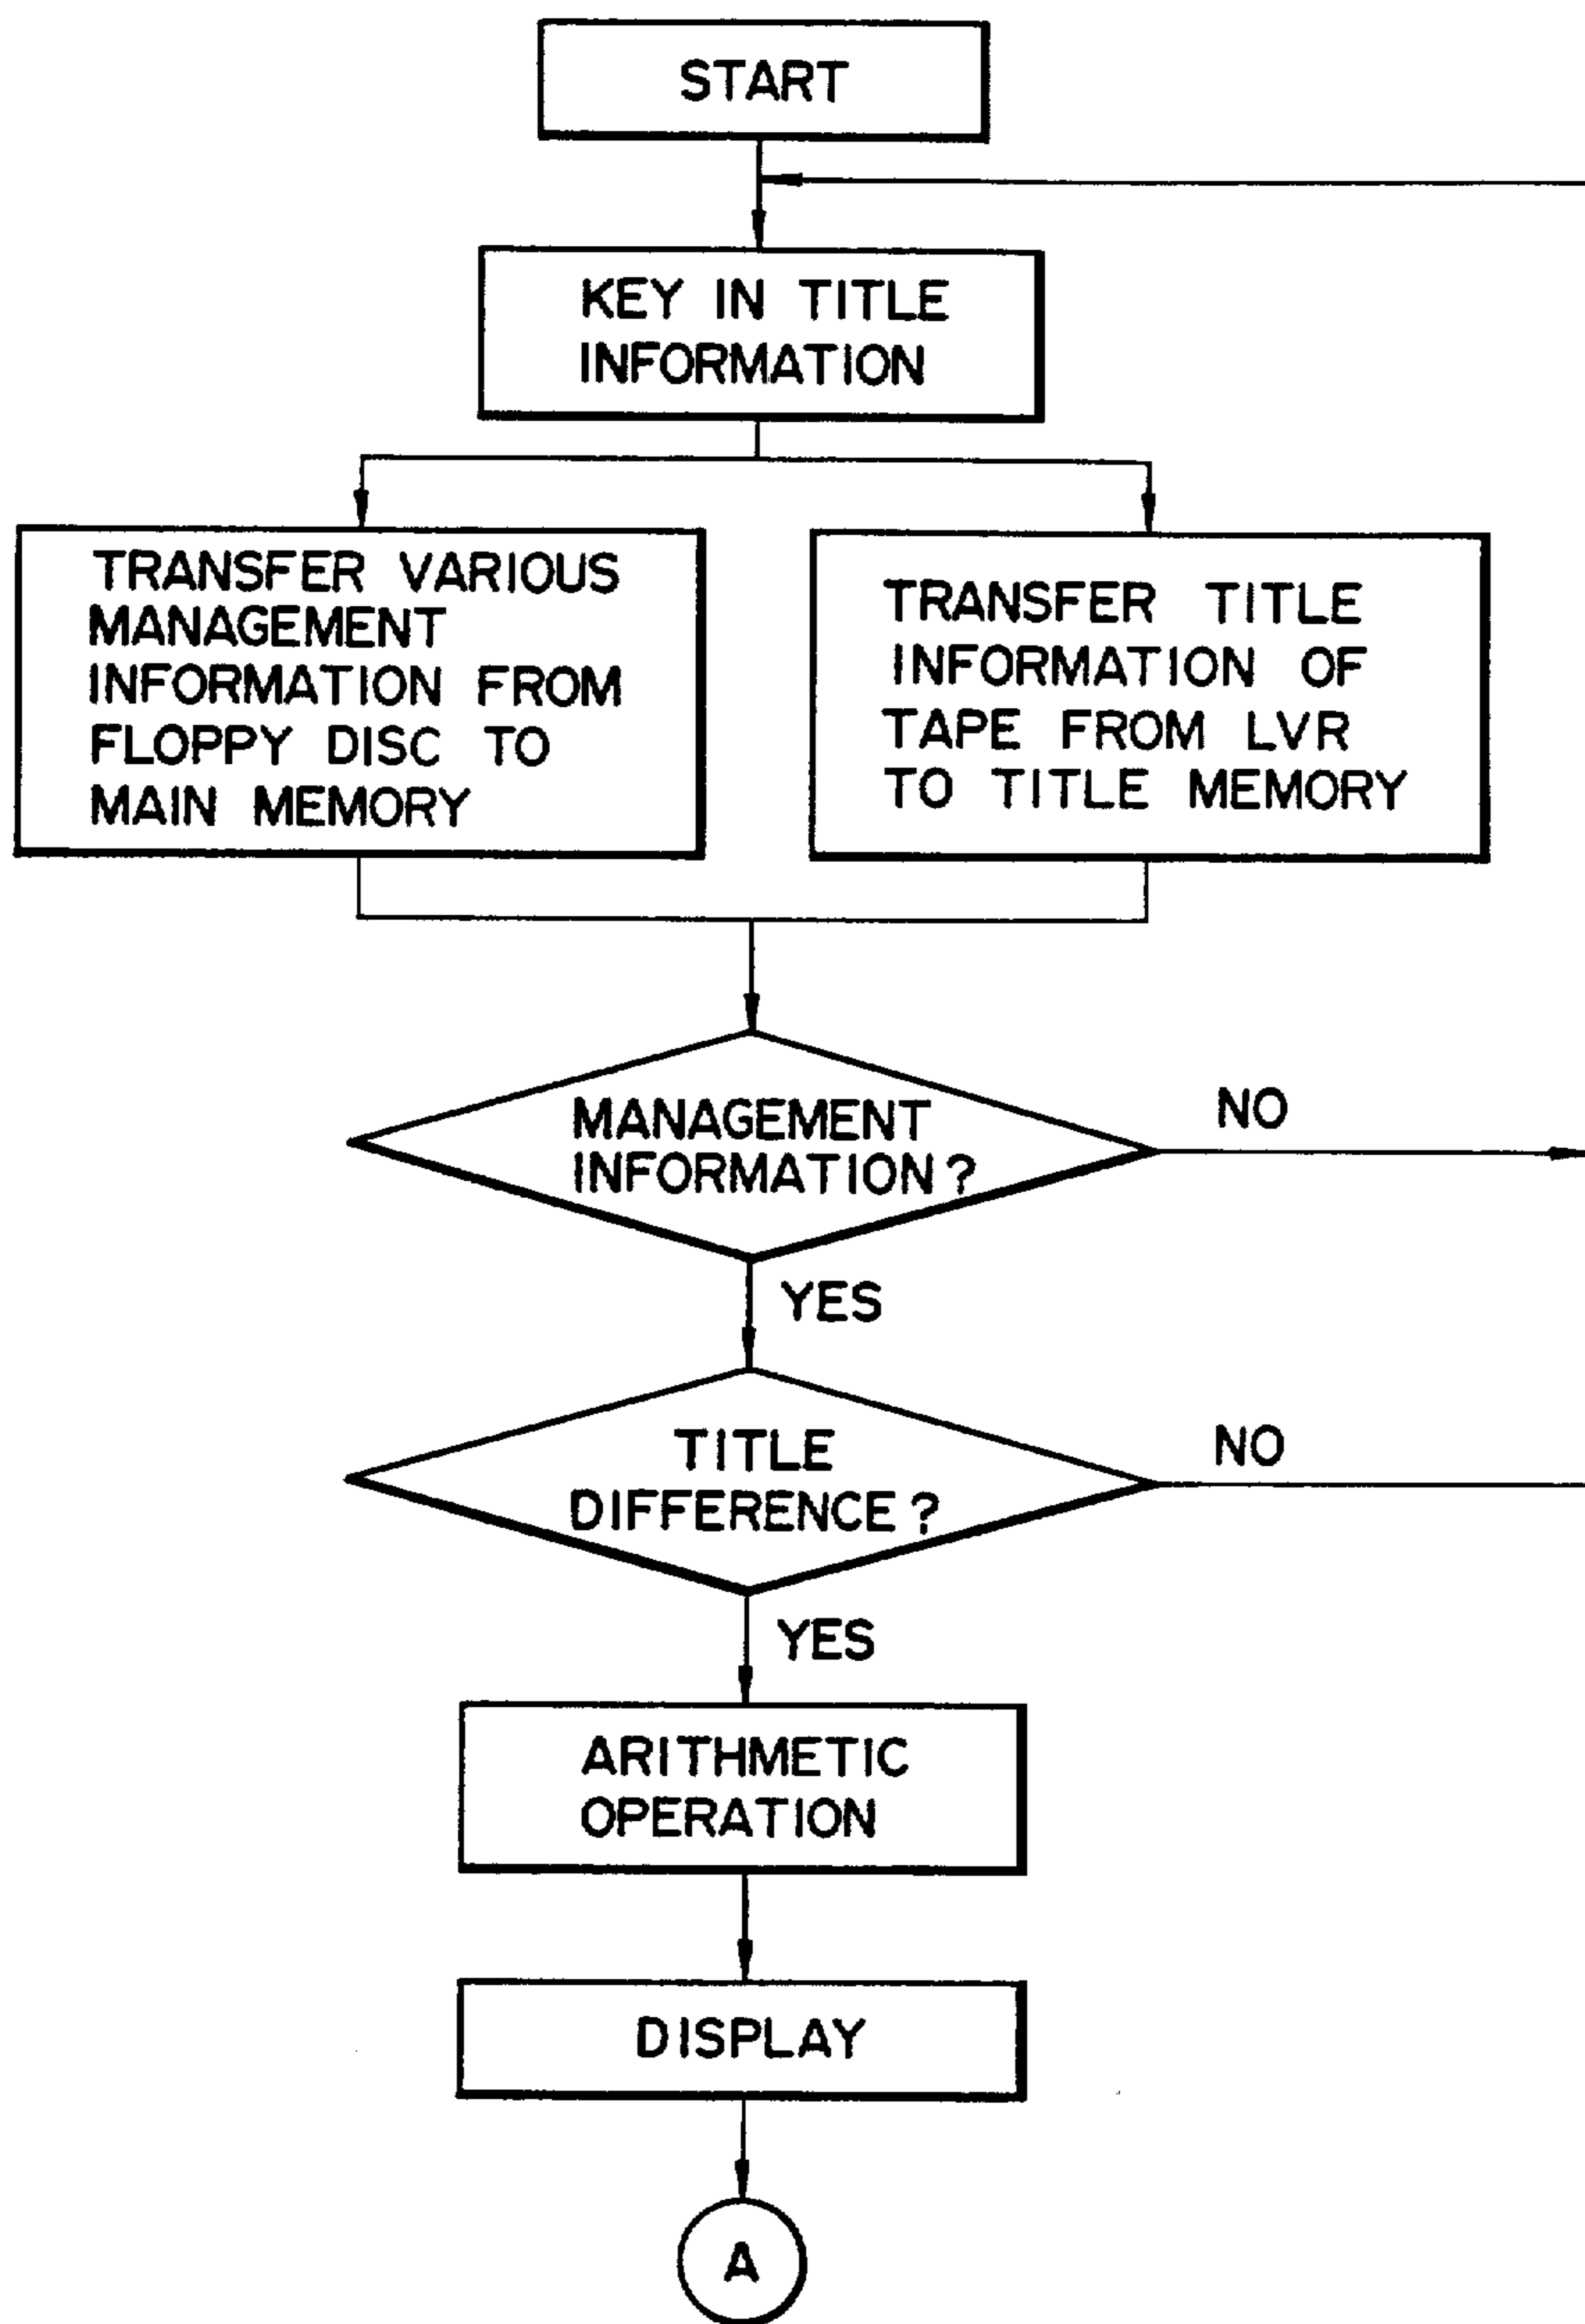 START
KEY IN TITLE
INFORMATION
TRANSFER VARIOUS
MANAGEMENT
INFORMATION FROM
FLOPPY DISC TO
MAIN MEMORY
TRANSFER TITLE
INFORMATION OF
TAPE FROM LVR
TO TITLE MEMORY
MANAGEMENT
INFORMATION?
NO
YES
TITLE
DIFFERENCE?
NO
YES
ARITHMETIC
OPERATION
DISPLAY
A